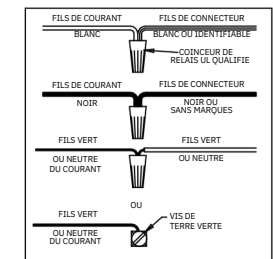 FILS DE COURANT FILS DE CONNECTEUR
BLANC BLANC OU IDENTIFIABLE
COINCEUR DE
RELAIS UL QUALIFIE
FILS DE COURANT FILS DE CONNECTEUR
NOIR NOIR OU
SANS MARQUES
FILS VERT FILS VERT
OU NEUTRE
DU COURANT
OU NEUTRE
OU
FILS VERT
OU NEUTRE
DU COURANT
VIS DE
TERRE VERTE